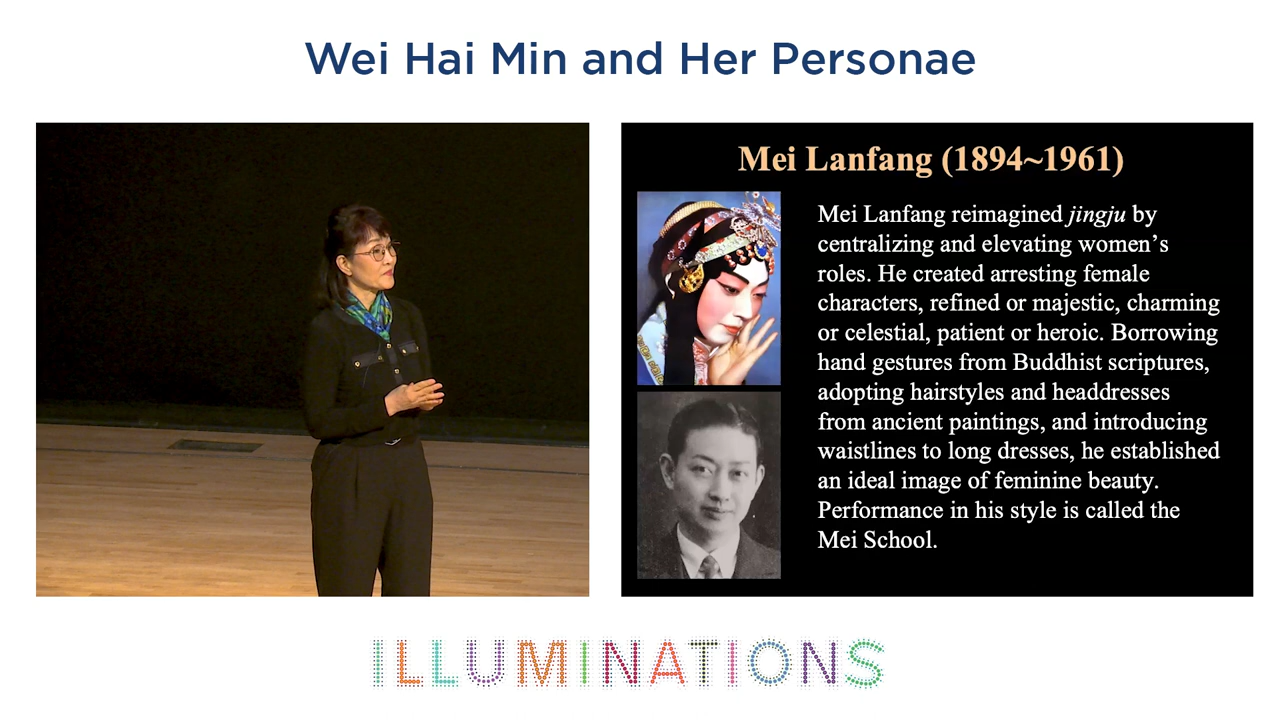 Wei Hai Min and Her Personae
Mei Lanfang (1894~1961)
Mei Lanfang reimagined jingju by
centralizing and elevating women’s
roles. He created arresting female
characters, refined or majestic, charming
or celestial, patient or heroic. Borrowing
hand gestures from Buddhist scriptures,
adopting hairstyles and headdresses
from ancient paintings, and introducing
waistlines to long dresses, he established
an ideal image of feminine beauty.
Performance in his style is called the
Mei School.
ILLUMINATIONS